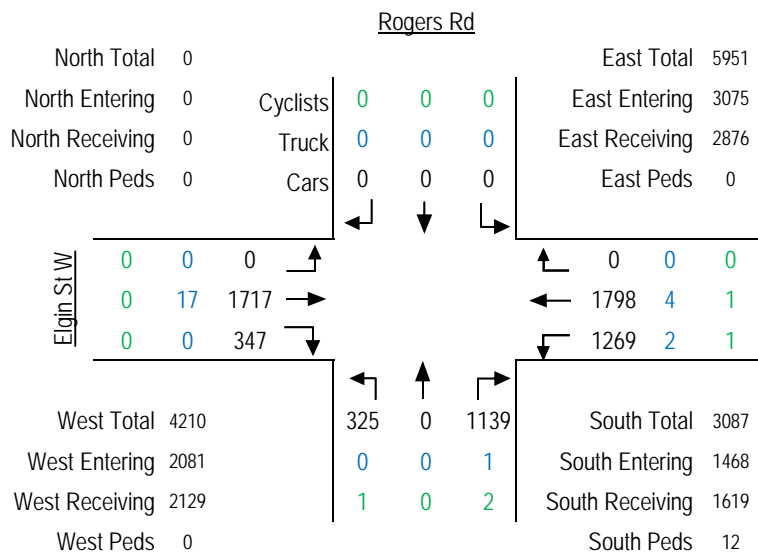 Rogers Rd
North Total 0
East Total 5951
North Entering 0
Cyclists 0 0 0
East Entering 3075
North Receiving 0
Truck 0 0 0
East Receiving 2876
North Peds 0
Cars 0 0 0
East Peds 0
Elgin St W
0 0 0
0 0 0
0 17 1717
1798 4 1
0 0 347
1269 2 1
West Total 4210
325 0 1139
South Total 3087
West Entering 2081
0 0 1
South Entering 1468
West Receiving 2129
1 0 2
South Receiving 1619
West Peds 0
South Peds 12